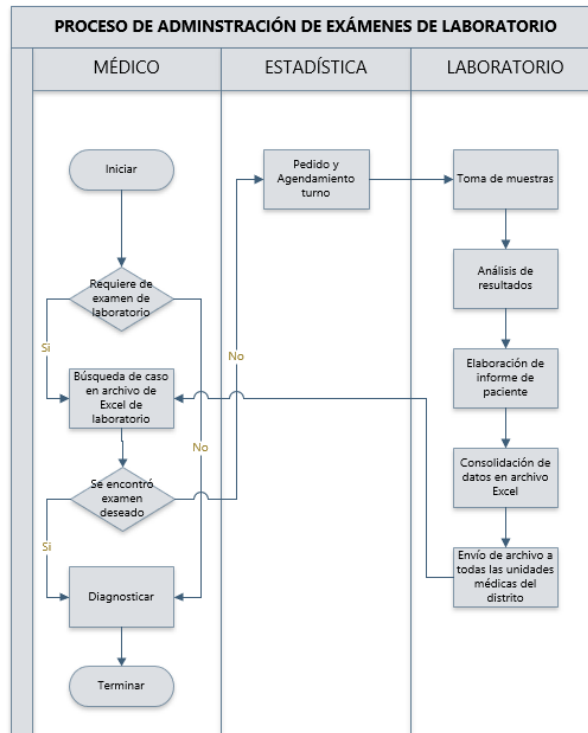 PROCESO DE ADMINSTRACIÓN DE EXÁMENES DE LABORATORIO
MÉDICO
ESTADÍSTICA
LABORATORIO
Iniciar
Pedido y
Agendamiento
turno
Toma de muestras
Requiere de
examen de
laboratorio
Análisis de
resultados
Si
No
Búsqueda de caso
en archivo de
Excel de
laboratorio
Elaboración de
informe de
paciente
No
Se encontró
examen
deseado
Consolidación de
datos en archivo
Excel
Si
Envío de archivo a
todas las unidades
médicas del
distrito
Diagnosticar
Terminar